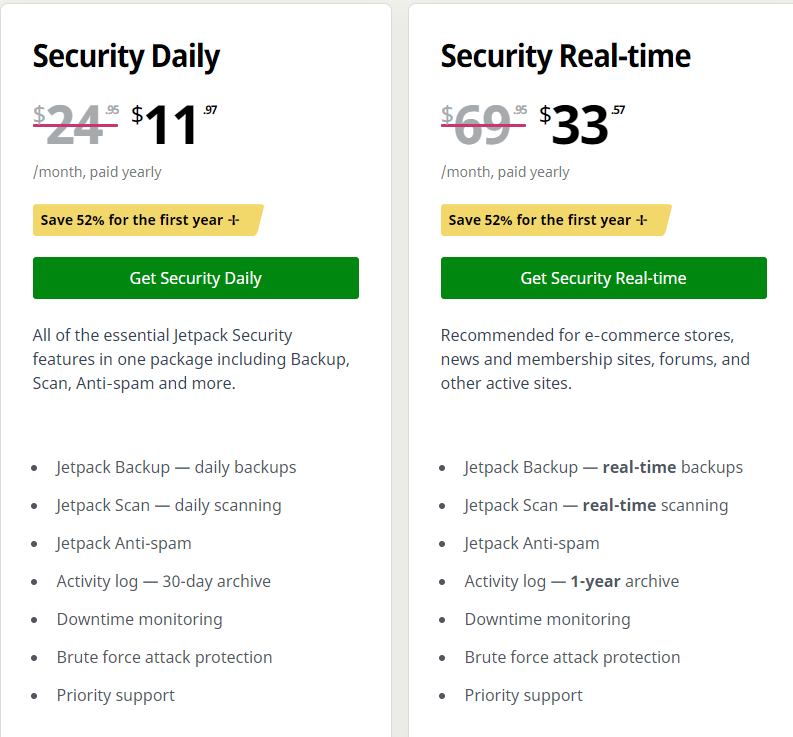 Security Daily
$24.95 $11.97
/month, paid yearly
Save 52% for the first year
Get Security Daily
All of the essential Jetpack Security
features in one package including Backup,
Scan, Anti-spam and more.
• Jetpack Backup — daily backups
• Jetpack Scan — daily scanning
• Jetpack Anti-spam
• Activity log — 30-day archive
• Downtime monitoring
• Brute force attack protection
• Priority support
Security Real-time
$69.95 $33.57
/month, paid yearly
Save 52% for the first year
Get Security Real-time
Recommended for e-commerce stores,
news and membership sites, forums, and
other active sites.
• Jetpack Backup — real-time backups
• Jetpack Scan — real-time scanning
• Jetpack Anti-spam
• Activity log — 1-year archive
• Downtime monitoring
• Brute force attack protection
• Priority support